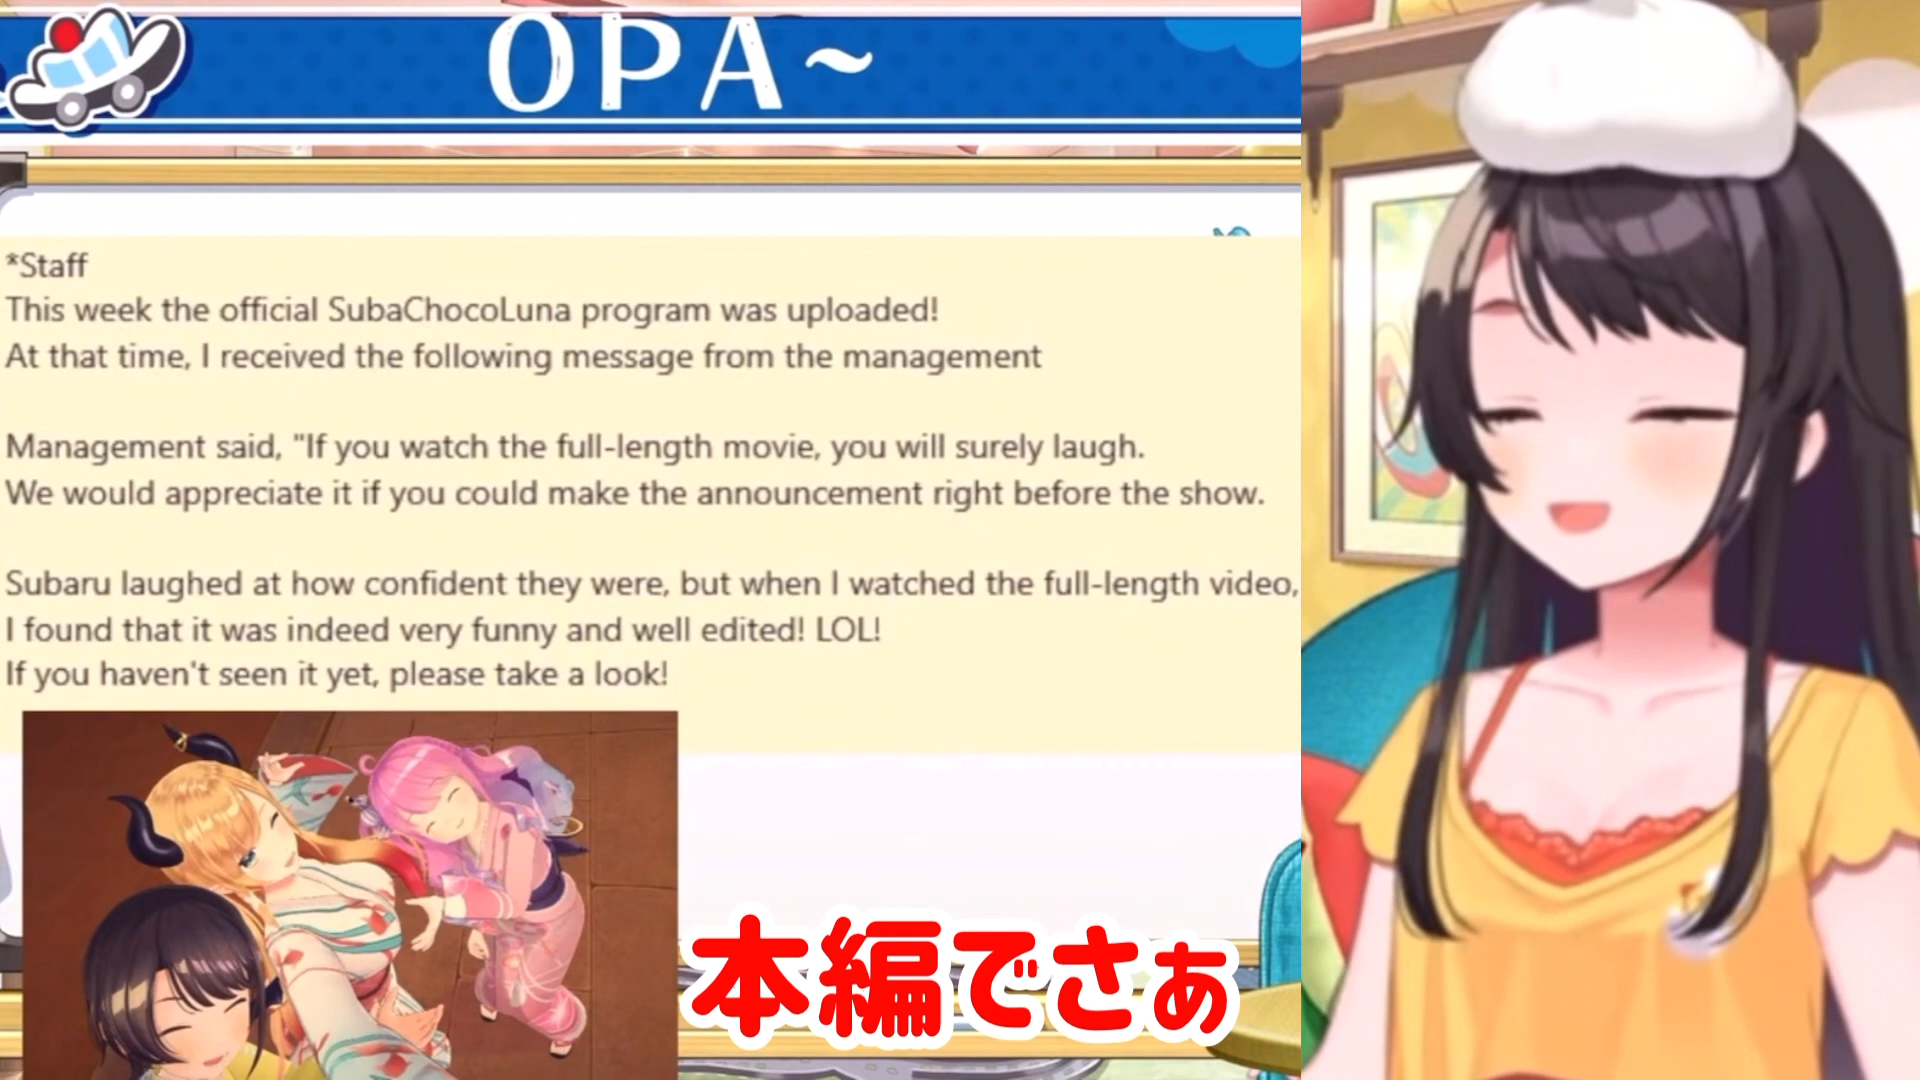 OPA~
*Staff
This week the official SubaChocoLuna program was uploaded!
At that time, I received the following message from the management
Management said, "If you watch the full-length movie, you will surely laugh.
We would appreciate it if you could make the announcement right before the show.
Subaru laughed at how confident they were, but when I watched the full-length video,
I found that it was indeed very funny and well edited! LOL!
If you haven't seen it yet, please take a look!
本編でさぁ